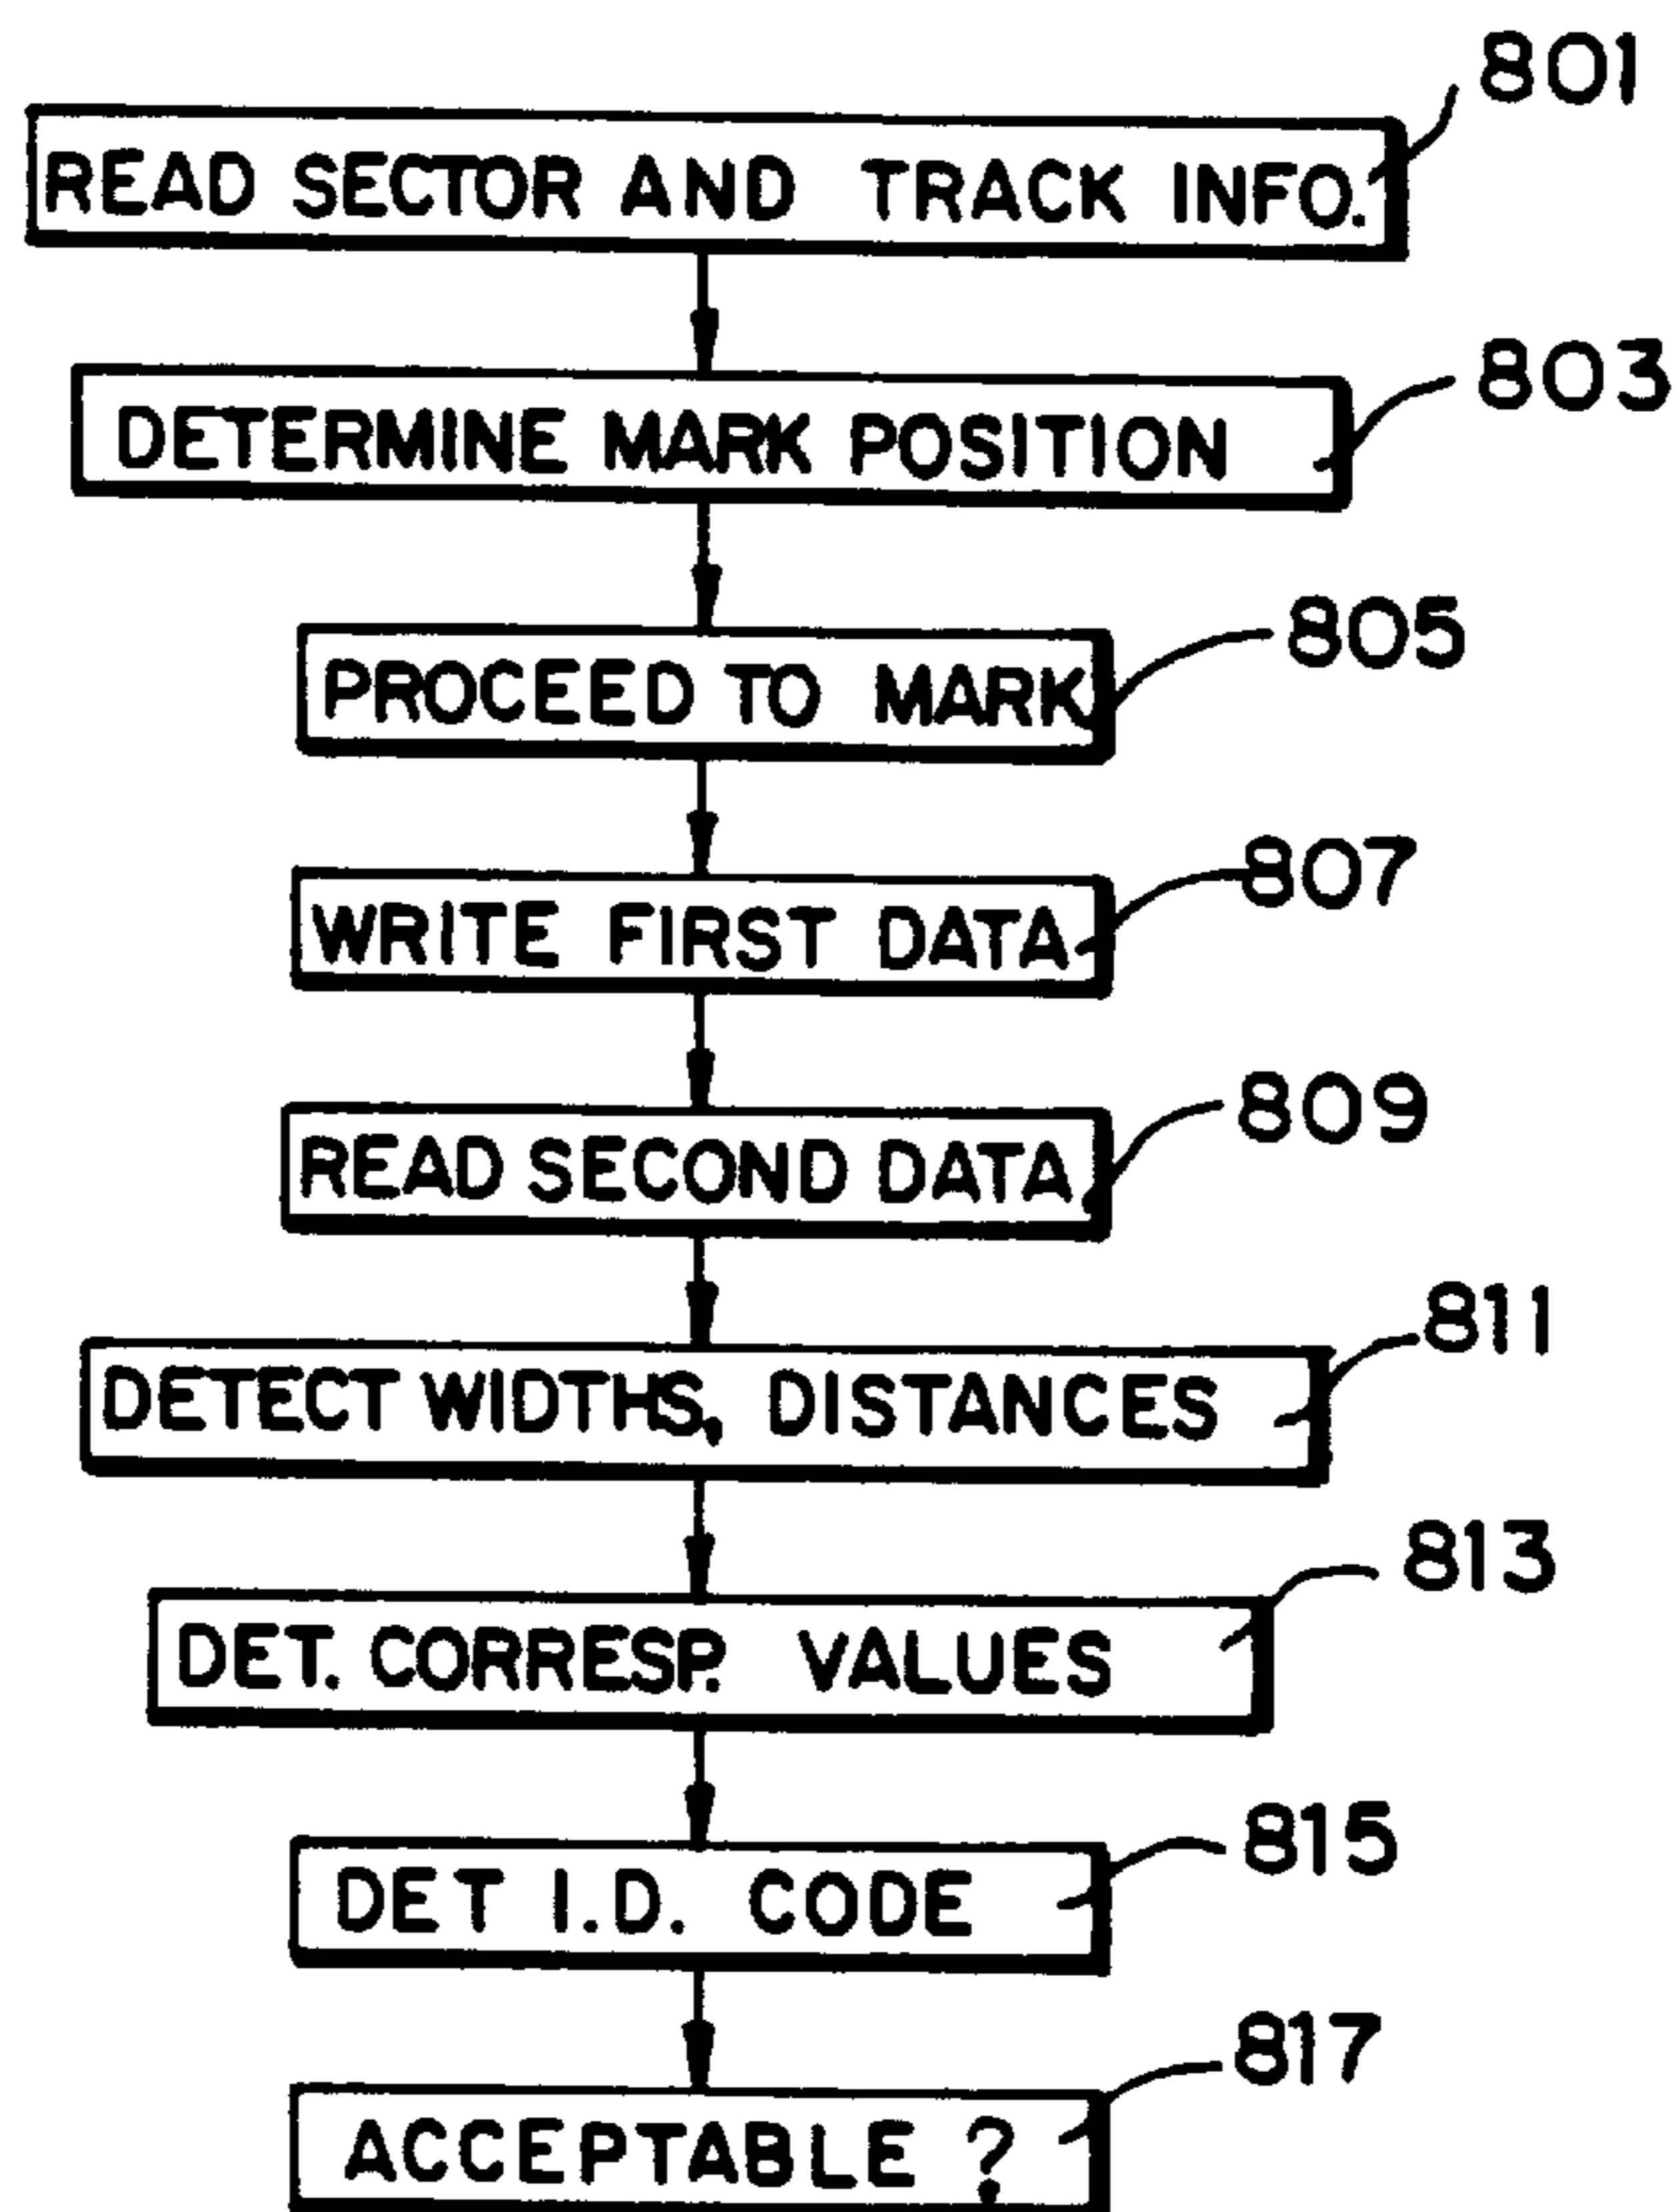 801
READ SECTOR AND TRACK INFO.
803
DETERMINE MARK POSITION
805
PROCEED TO MARK
807
WRITE FIRST DATA
809
READ SECOND DATA
811
DETECT WIDTHS, DISTANCES
813
DET. CORRESP. VALUES
815
DET I.D. CODE
817
ACCEPTABLE ?